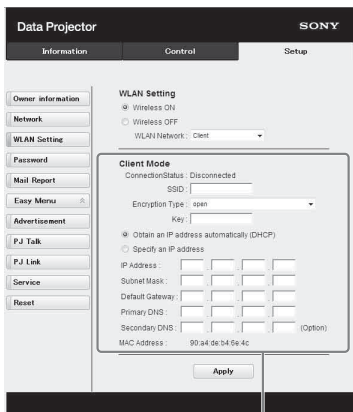 Data Projector
SONY
Information
Control
Setup
Owner information
Network
WLAN Setting
Password
Mail Report
Easy Menu
Advertisement
PJ Talk
PJ Link
Service
Reset
WLAN Setting
Wireless ON
Wireless OFF
WLAN Network : Client
Client Mode
ConnectionStatus : Disconnected
SSID :
Encryption Type : open
Key :
Obtain an IP address automatically (DHCP)
Specify an IP address
IP Address :
Subnet Mask :
Default Gateway :
Primary DNS :
Secondary DNS : (Option)
MAC Address : 90:a4:de:b4:6e:4c
Apply